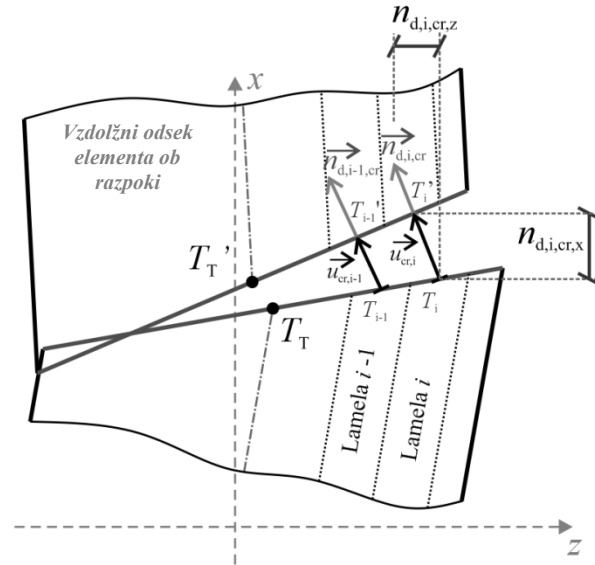 n_d,i,cr,z
x
Vzdolžni odsek
elementa ob
razpoki
n_d,i-1,cr
n_d,i,cr
T_i-1'
T_i'
T_T'
u_cr,i-1
u_cr,i
n_d,i,cr,x
T_T
T_i-1
T_i
Lamela i -1
Lamela i
z